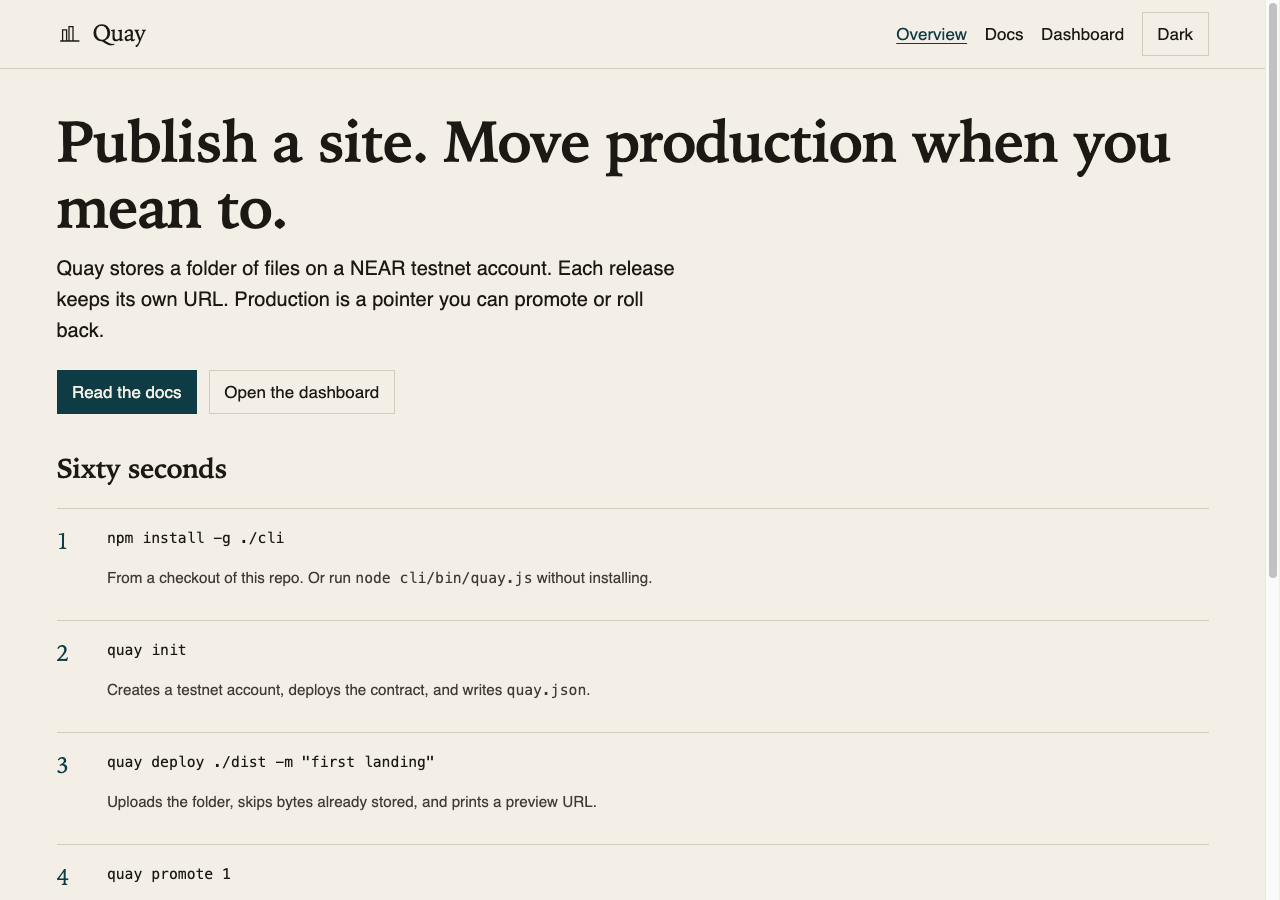 Quay
Overview Docs Dashboard Dark
Publish a site. Move production when you
mean to.
Quay stores a folder of files on a NEAR testnet account. Each release
keeps its own URL. Production is a pointer you can promote or roll
back.
Read the docs Open the dashboard
Sixty seconds
1 npm install -g ./cli
From a checkout of this repo. Or run node cli/bin/quay.js without installing.
2 quay init
Creates a testnet account, deploys the contract, and writes quay.json.
3 quay deploy ./dist -m "first landing"
Uploads the folder, skips bytes already stored, and prints a preview URL.
4 quay promote 1